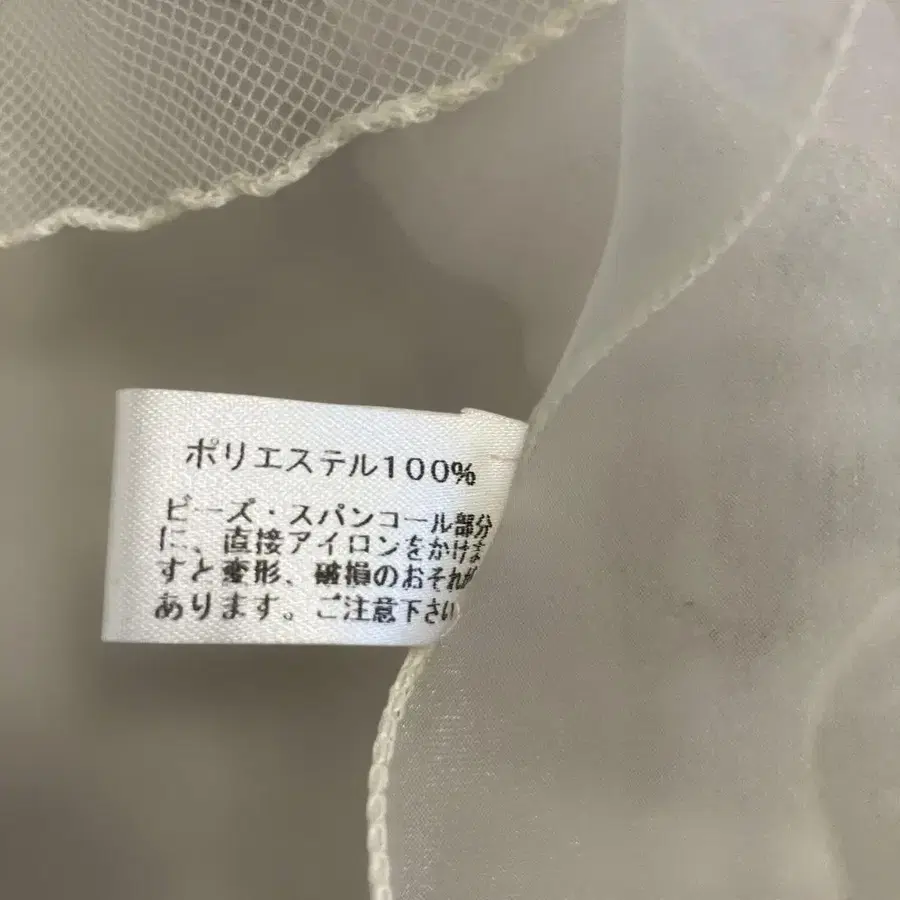 ポリエステル100%
ビーズ・スパンコール部分
に、直接アイロンをかけま
すと変形、破損のおそれが
あります。ご注意下さい